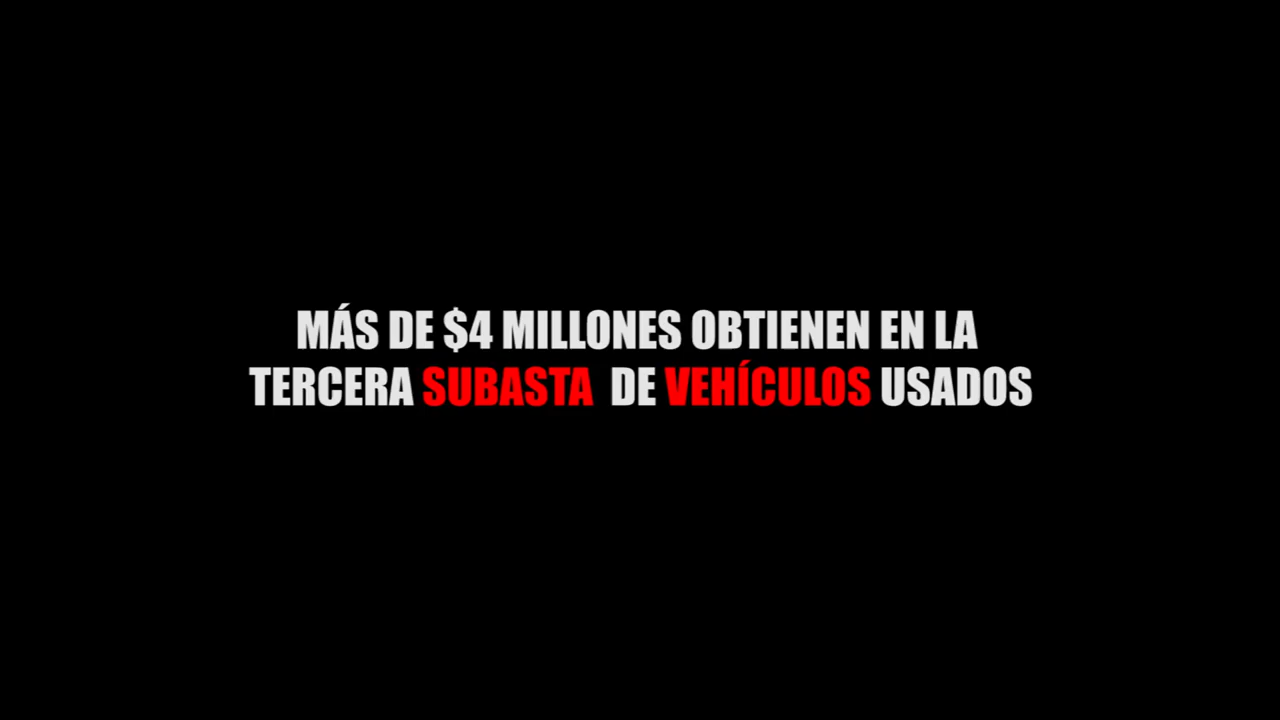 MÁS DE $4 MILLONES OBTIENEN EN LA
TERCERA SUBASTA DE VEHÍCULOS USADOS